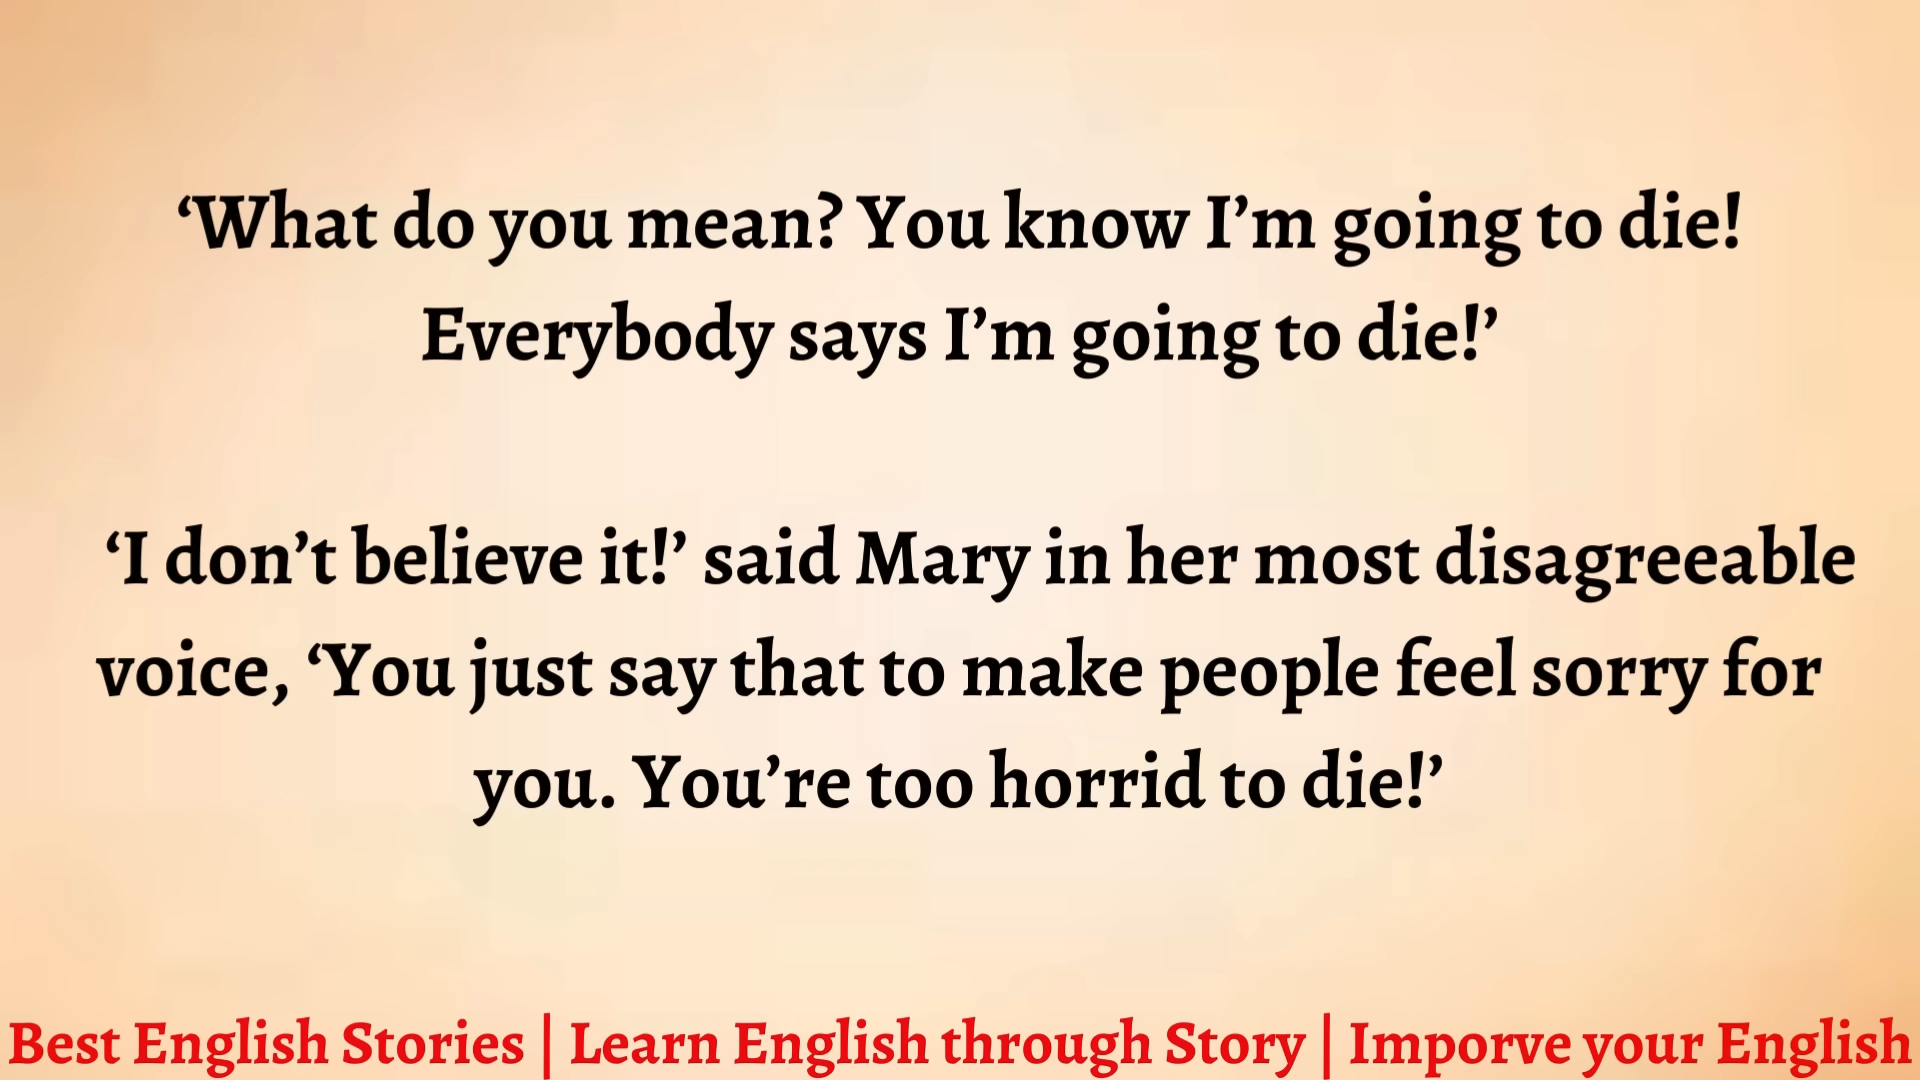 ‘What do you mean? You know I’m going to die!
Everybody says I’m going to die!’
‘I don’t believe it!’ said Mary in her most disagreeable
voice, ‘You just say that to make people feel sorry for
you. You’re too horrid to die!’
Best English Stories | Learn English through Story | Imporve your English